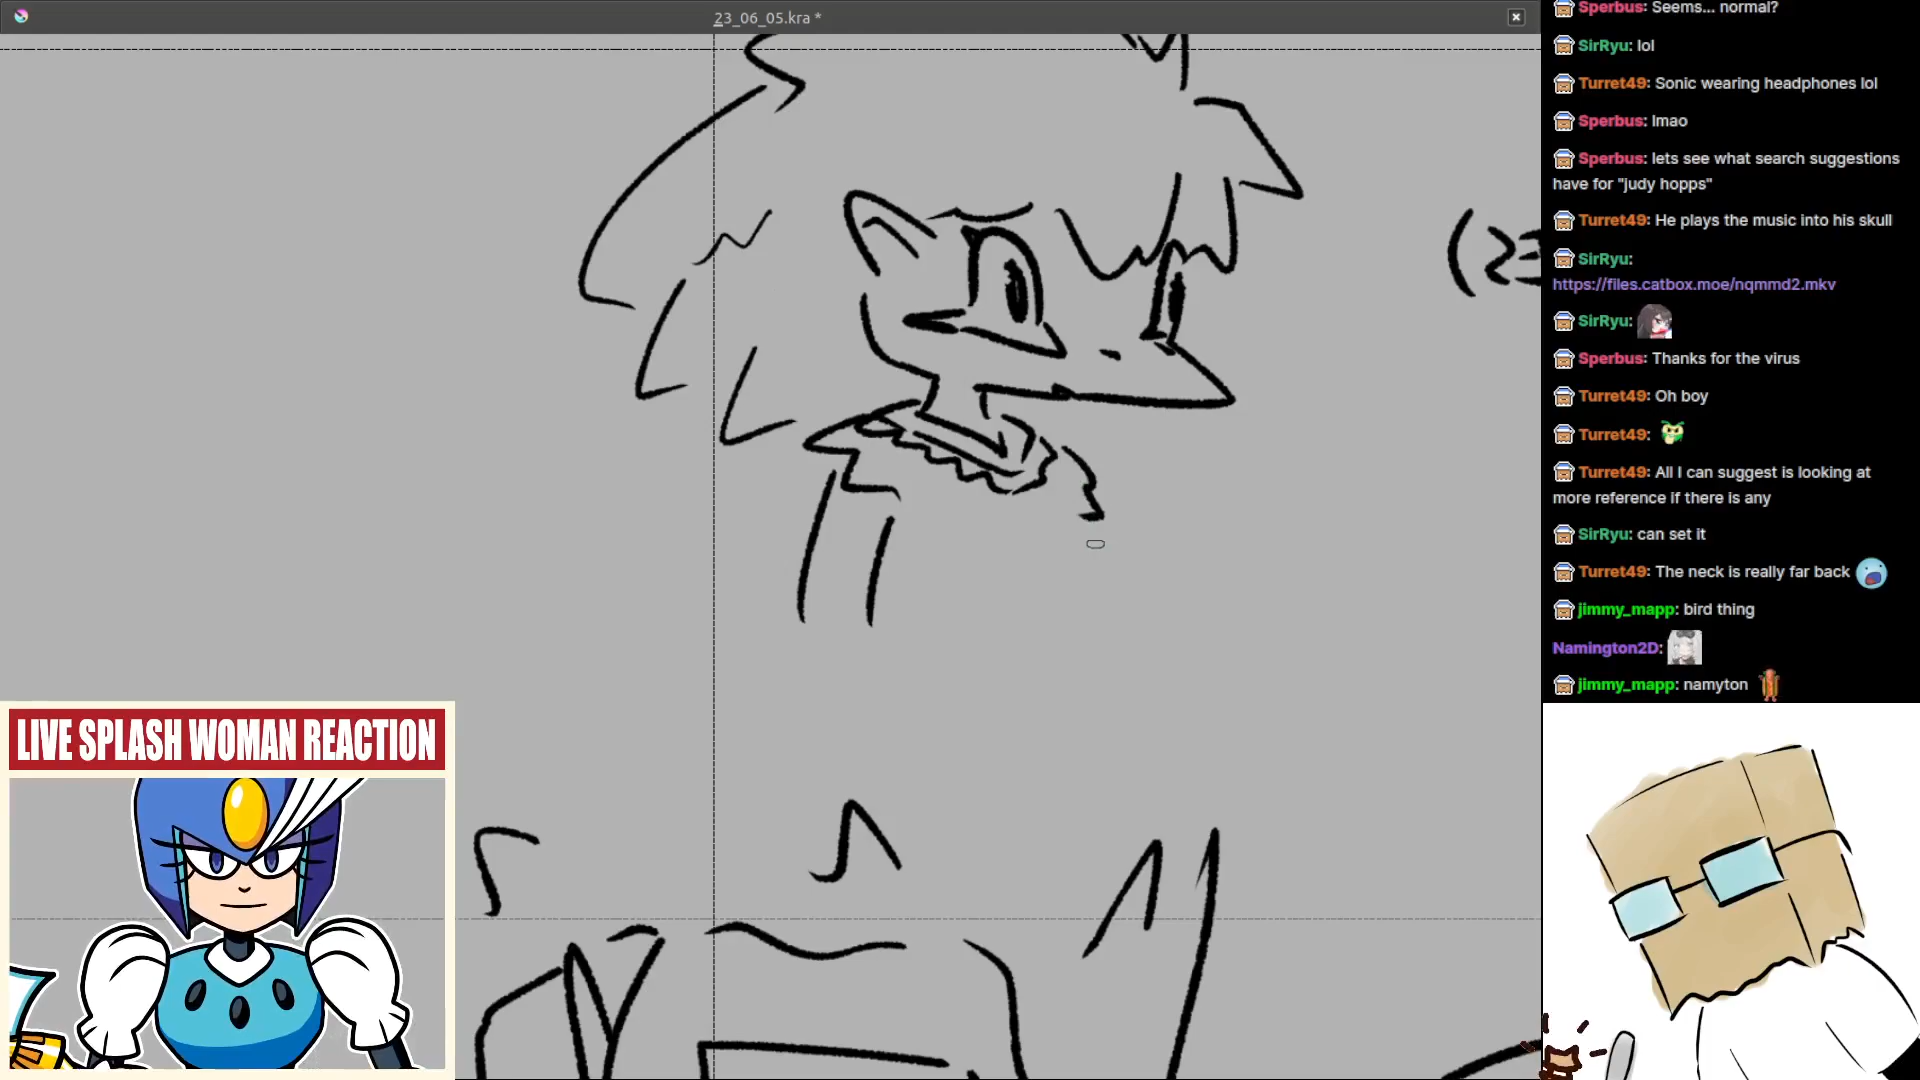 23_06_05.kra *
Sperbus: Seems... normal?
SirRyu: lol
Turret49: Sonic wearing headphones lol
Sperbus: lmao
Sperbus: lets see what search suggestions
have for "judy hopps"
Turret49: He plays the music into his skull
SirRyu:
https://files.catbox.moe/nqmmd2.mkv
SirRyu:
Sperbus: Thanks for the virus
Turret49: Oh boy
Turret49:
Turret49: All I can suggest is looking at
more reference if there is any
SirRyu: can set it
Turret49: The neck is really far back
jimmy_mapp: bird thing
Namington2D:
jimmy_mapp: namyton
(23
LIVE SPLASH WOMAN REACTION